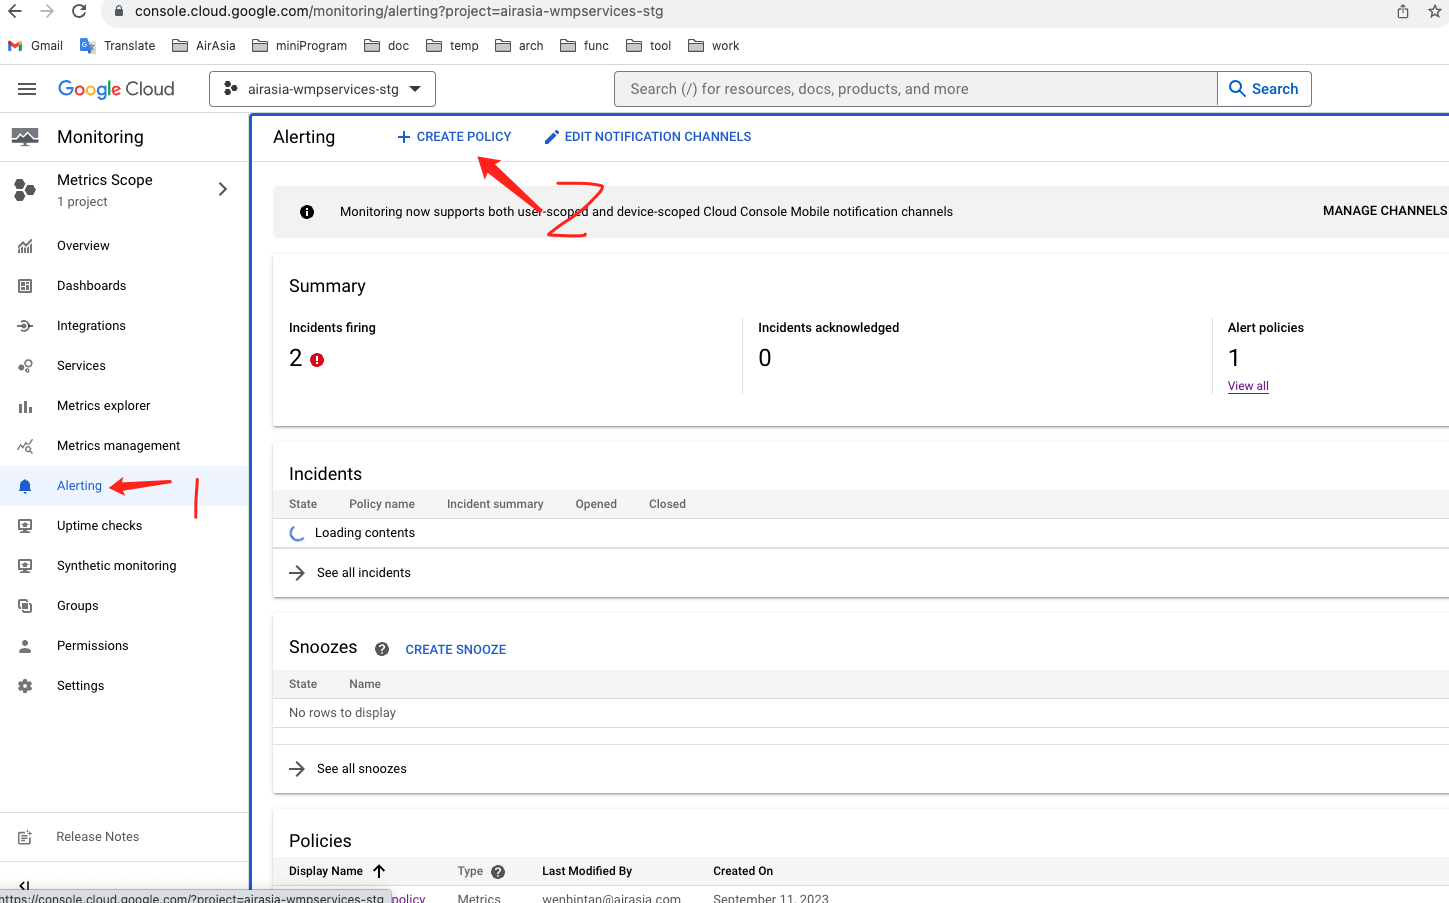 console.cloud.google.com/monitoring/alerting?project=airasia-wmpservices-stg
Gmail Translate AirAsia miniProgram doc temp arch func tool work
Google Cloud airasia-wmpservices-stg Search (/) for resources, docs, products, and more Search
Monitoring
Metrics Scope
1 project
Overview
Dashboards
Integrations
Services
Metrics explorer
Metrics management
Alerting
1
Uptime checks
Synthetic monitoring
Groups
Permissions
Settings
Release Notes
https://console.cloud.google.com/?project=airasia-wmpservices-stg
Alerting CREATE POLICY EDIT NOTIFICATION CHANNELS
2
Monitoring now supports both user-scoped and device-scoped Cloud Console Mobile notification channels MANAGE CHANNELS
Summary
Incidents firing Incidents acknowledged Alert policies
2 0 1
View all
Incidents
State Policy name Incident summary Opened Closed
Loading contents
See all incidents
Snoozes CREATE SNOOZE
State Name
No rows to display
See all snoozes
Policies
Display Name Type Last Modified By Created On
policy Metrics wenbintan@airasia.com September 11, 2023